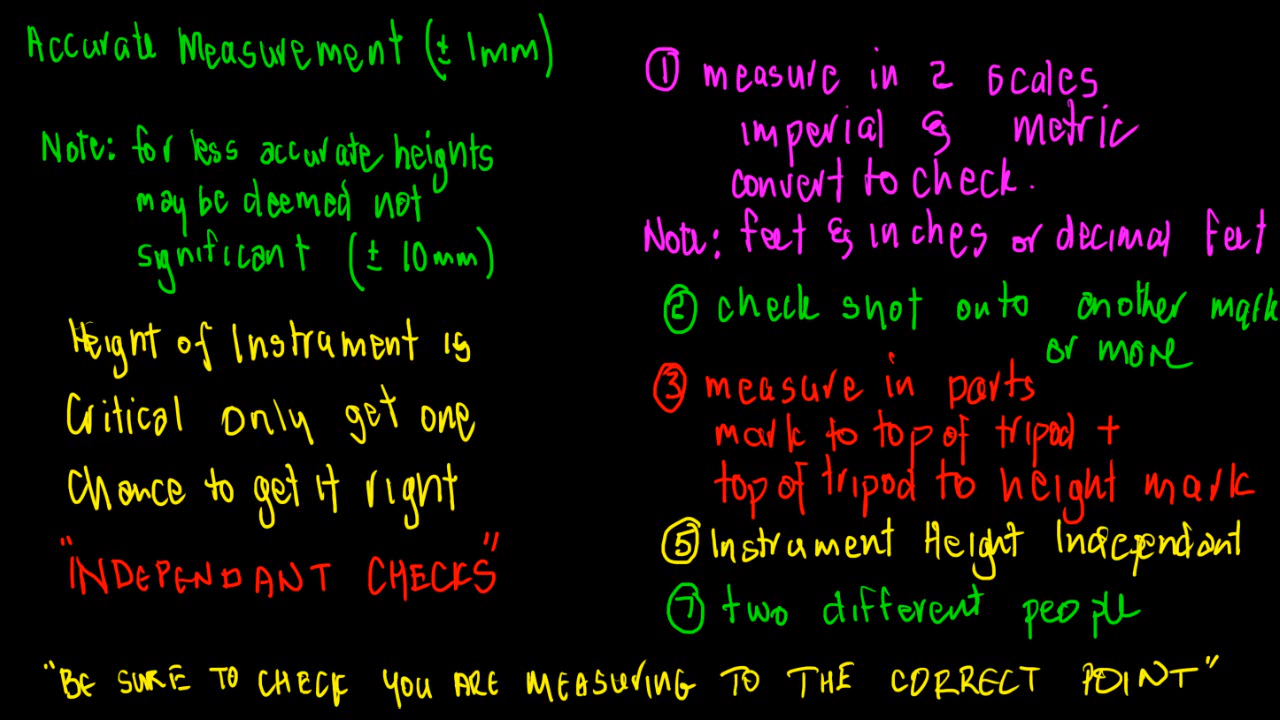 Accurate Measurement (± 1mm)
Note: for less accurate heights
may be deemed not
significant (± 10mm)
Height of Instrament is
Critical only get one
chance to get it right
"INDEPENDANT CHECKS"
① measure in 2 scales
imperial & metric
convert to check.
Note: feet & inches or decimal feet
② check shot onto another mark
or more
③ measure in parts
mark to top of tripod +
top of tripod to height mark
⑤ Instrament Height Independant
⑦ two different people
"BE SURE TO CHECK YOU ARE MEASURING TO THE CORRECT POINT"